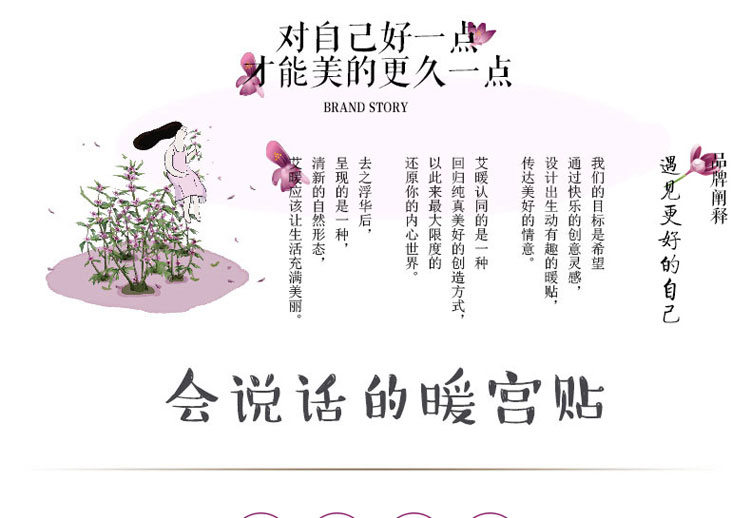 对自己好一点
才能美的更久一点
BRAND STORY
品牌阐释
遇见更好的自己
我们的目标是希望
通过快乐的创意灵感，
设计出生动有趣的暖贴，
传达美好的情意。
艾暖认同的是一种
回归纯真美好的创造方式，
以此来最大限度的
还原你的内心世界。
去之浮华后，
呈现的是一种，
清新的自然形态，
艾暖应该让生活充满美丽。
会说话的暖宫贴